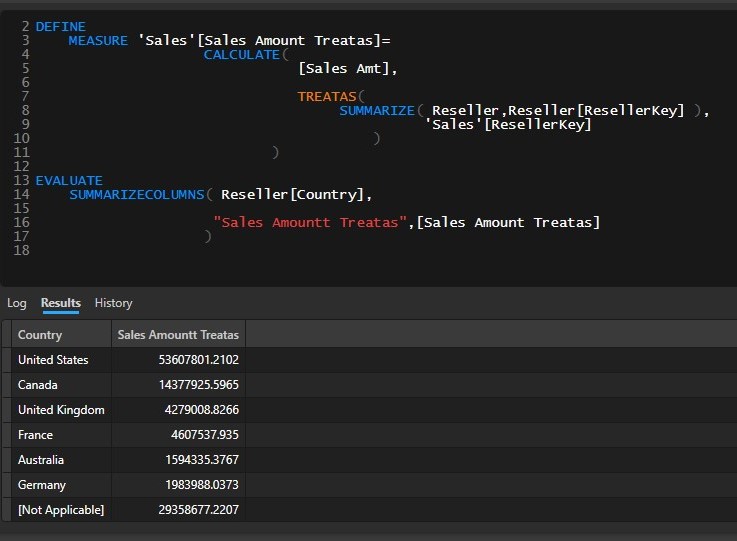 2 DEFINE
3 MEASURE 'Sales'[Sales Amount Treatas]=
4 CALCULATE(
5 [Sales Amt],
6
7 TREATAS(
8 SUMMARIZE( Reseller,Reseller[ResellerKey] ),
9 'Sales'[ResellerKey]
10 )
11 )
12
13 EVALUATE
14 SUMMARIZECOLUMNS( Reseller[Country],
15
16 "Sales Amountt Treatas",[Sales Amount Treatas]
17 )
18
Log Results History
Country Sales Amountt Treatas
United States 53607801.2102
Canada 14377925.5965
United Kingdom 4279008.8266
France 4607537.935
Australia 1594335.3767
Germany 1983988.0373
[Not Applicable] 29358677.2207